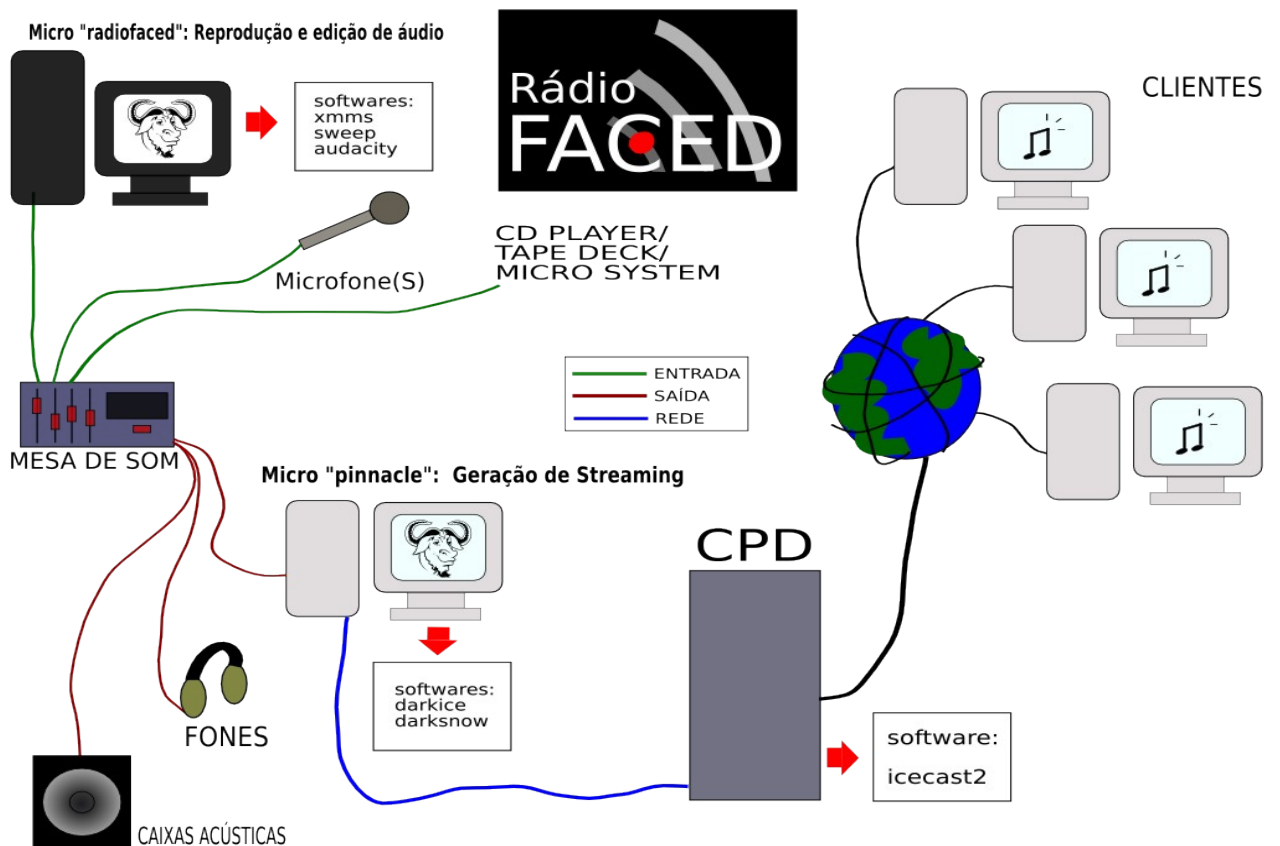 Micro "radiofaced": Reprodução e edição de áudio
softwares:
xmms
sweep
audacity
Rádio
FACED
CLIENTES
Microfone(S)
CD PLAYER/
TAPE DECK/
MICRO SYSTEM
ENTRADA
SAÍDA
REDE
MESA DE SOM
Micro "pinnacle": Geração de Streaming
softwares:
darkice
darksnow
CPD
software:
icecast2
FONES
CAIXAS ACÚSTICAS